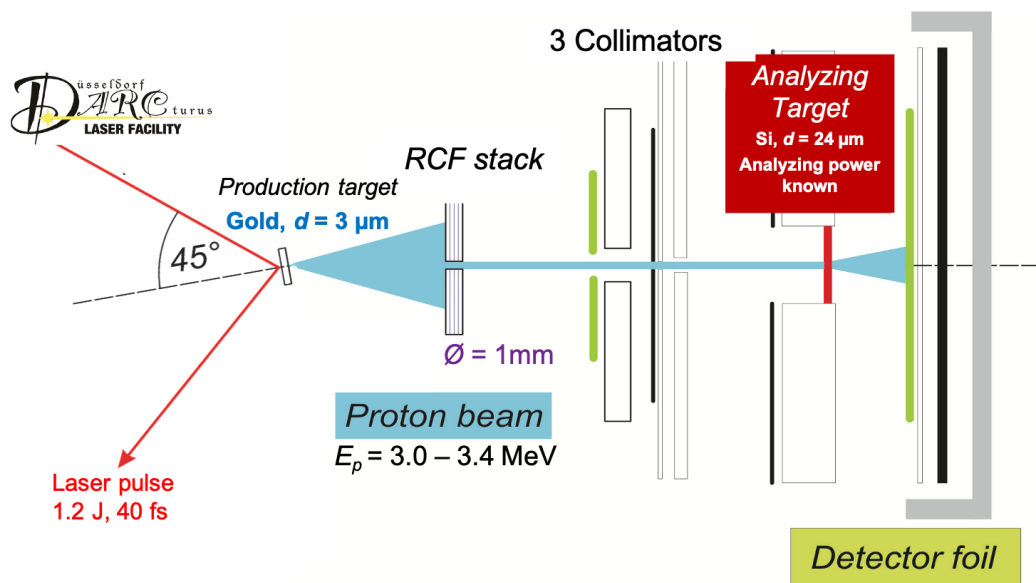 3 Collimators
Düsseldorf
ARC turus
LASER FACILITY
Analyzing
Target
Si, d = 24 µm
Analyzing power
known
RCF stack
Production target
Gold, d = 3 µm
45°
Ø = 1mm
Proton beam
Eₚ = 3.0 – 3.4 MeV
Laser pulse
1.2 J, 40 fs
Detector foil